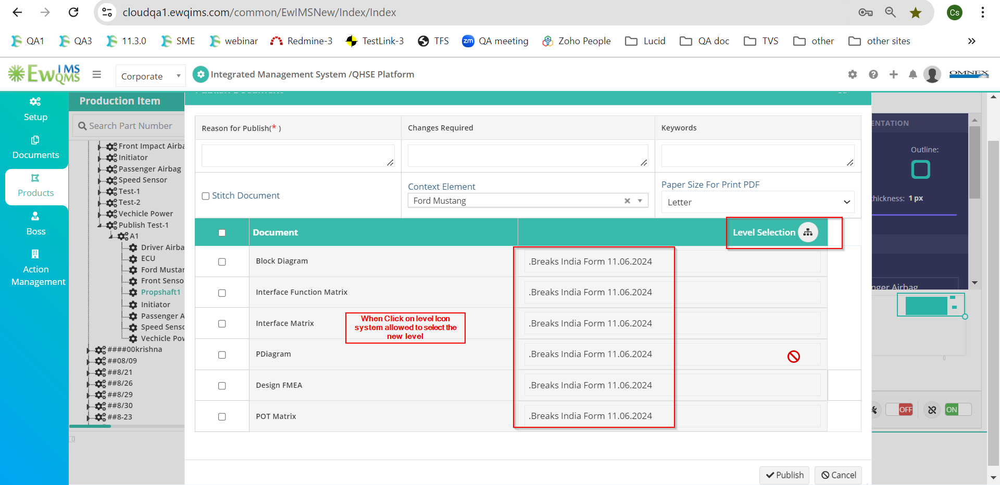 cloudqa1.ewqims.com/common/EwIMSNew/Index/Index
Cs
QA1
QA3
11.3.0
SME
webinar
Redmine-3
TestLink-3
TFS
zm QA meeting
Zoho People
Lucid
QA doc
TVS
other
other sites
EwIMS QMS
Corporate
Integrated Management System /QHSE Platform
OMNEX
Setup
Documents
Products
Boss
Action
Management
Production Item
Search Part Number
Front Impact Airba
Initiator
Passenger Airbag
Speed Sensor
Test-1
Test-2
Vechicle Power
Publish Test-1
A1
Driver Airba
ECU
Ford Mustan
Front Senso
Propshaft1
Initiator
Passenger A
Speed Senso
Vechicle Pow
####00krishna
##08/09
##8/21
##8/26
##8/29
##8/30
##8-23
Reason for Publish(* )
Changes Required
Keywords
Stitch Document
Context Element
Ford Mustang
Paper Size For Print PDF
Letter
Document
Level Selection
Block Diagram
.Breaks India Form 11.06.2024
Interface Function Matrix
.Breaks India Form 11.06.2024
Interface Matrix
.Breaks India Form 11.06.2024
When Click on level Icon
system allowed to select the
new level
PDiagram
.Breaks India Form 11.06.2024
Design FMEA
.Breaks India Form 11.06.2024
POT Matrix
.Breaks India Form 11.06.2024
Publish
Cancel
ENTATION
Outline:
hickness: 1 px
nger Airbag
OFF
ON